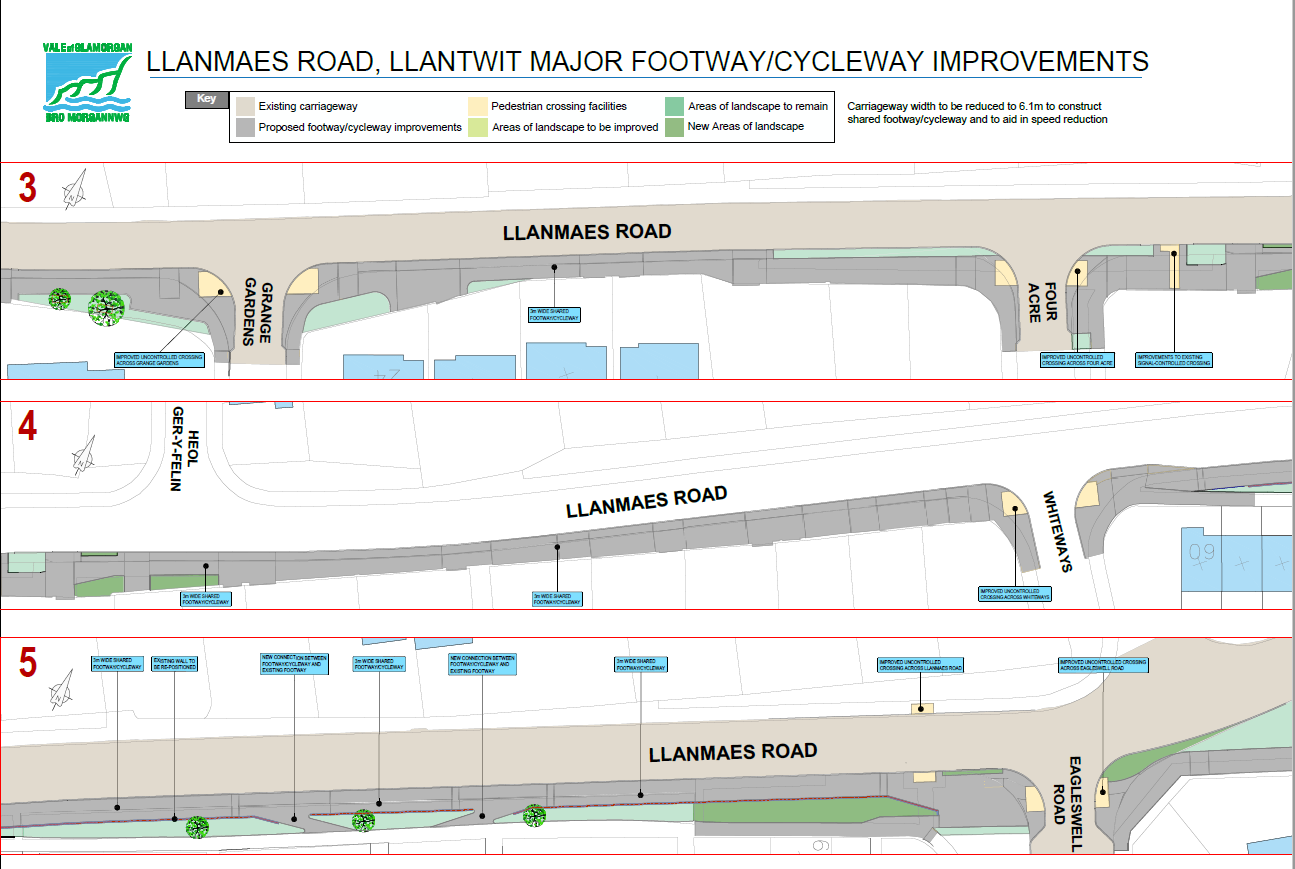 VALE of GLAMORGAN
BRO MORGANNWG
LLANMAES ROAD, LLANTWIT MAJOR FOOTWAY/CYCLEWAY IMPROVEMENTS
Key
Existing carriageway
Pedestrian crossing facilities
Areas of landscape to remain
Proposed footway/cycleway improvements
Areas of landscape to be improved
New Areas of landscape
Carriageway width to be reduced to 6.1m to construct
shared footway/cycleway and to aid in speed reduction
3
N
LLANMAES ROAD
GRANGE
GARDENS
FOUR
ACRE
3m WIDE SHARED
FOOTWAY/CYCLEWAY
IMPROVED UNCONTROLLED CROSSING
ACROSS GRANGE GARDENS
IMPROVED UNCONTROLLED
CROSSING ACROSS FOUR ACRE
IMPROVEMENTS TO EXISTING
SIGNAL-CONTROLLED CROSSING
24
4
N
HEOL
GER-Y-FELIN
LLANMAES ROAD
WHITEWAYS
60
3m WIDE SHARED
FOOTWAY/CYCLEWAY
3m WIDE SHARED
FOOTWAY/CYCLEWAY
IMPROVED UNCONTROLLED
CROSSING ACROSS WHITEWAYS
5
N
3m WIDE SHARED
FOOTWAY/CYCLEWAY
EXISTING WALL TO
BE RE-POSITIONED
NEW CONNECTION BETWEEN
FOOTWAY/CYCLEWAY AND
EXISTING FOOTWAY
3m WIDE SHARED
FOOTWAY/CYCLEWAY
NEW CONNECTION BETWEEN
FOOTWAY/CYCLEWAY AND
EXISTING FOOTWAY
3m WIDE SHARED
FOOTWAY/CYCLEWAY
IMPROVED UNCONTROLLED
CROSSING ACROSS LLANMAES ROAD
IMPROVED UNCONTROLLED CROSSING
ACROSS EAGLESWELL ROAD
LLANMAES ROAD
EAGLESWELL
ROAD